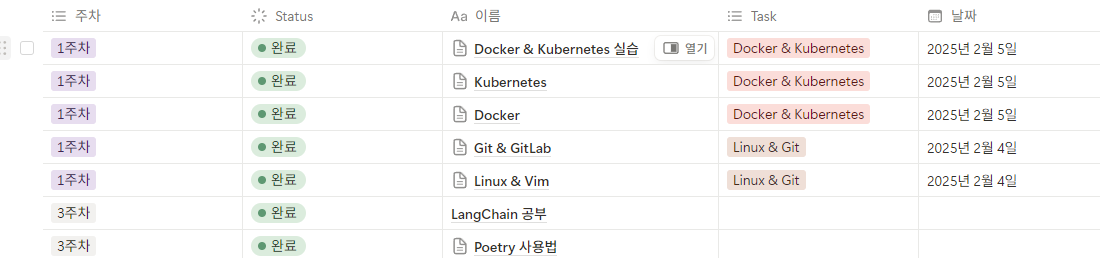 주차 Status Aa 이름 Task 날짜
1주차 완료 Docker & Kubernetes 실습 열기 Docker & Kubernetes 2025년 2월 5일
1주차 완료 Kubernetes Docker & Kubernetes 2025년 2월 5일
1주차 완료 Docker Docker & Kubernetes 2025년 2월 5일
1주차 완료 Git & GitLab Linux & Git 2025년 2월 4일
1주차 완료 Linux & Vim Linux & Git 2025년 2월 4일
3주차 완료 LangChain 공부
3주차 완료 Poetry 사용법